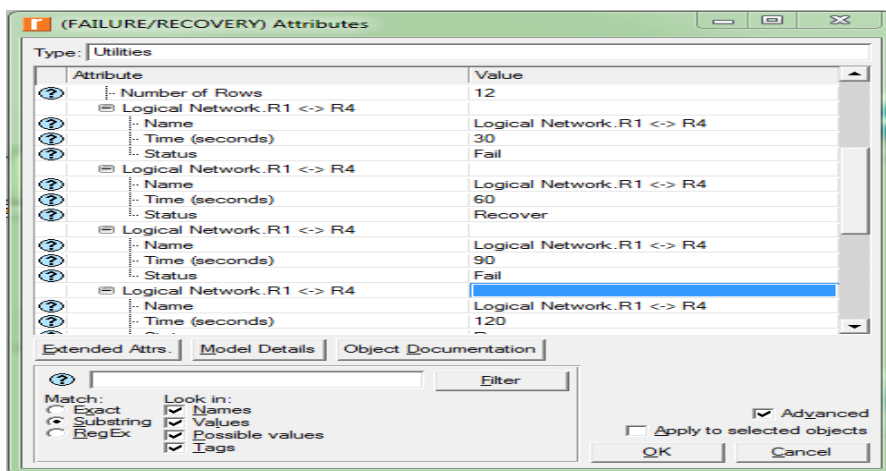 (FAILURE/RECOVERY) Attributes
Type: Utilities
Attribute Value
Number of Rows 12
Logical Network.R1 <-> R4
Name Logical Network.R1 <-> R4
Time (seconds) 30
Status Fail
Logical Network.R1 <-> R4
Name Logical Network.R1 <-> R4
Time (seconds) 60
Status Recover
Logical Network.R1 <-> R4
Name Logical Network.R1 <-> R4
Time (seconds) 90
Status Fail
Logical Network.R1 <-> R4
Name Logical Network.R1 <-> R4
Time (seconds) 120
Extended Attrs. Model Details Object Documentation
Filter
Match: Look in:
Exact Names
Substring Values
RegEx Possible values
Tags
Advanced
Apply to selected objects
OK Cancel